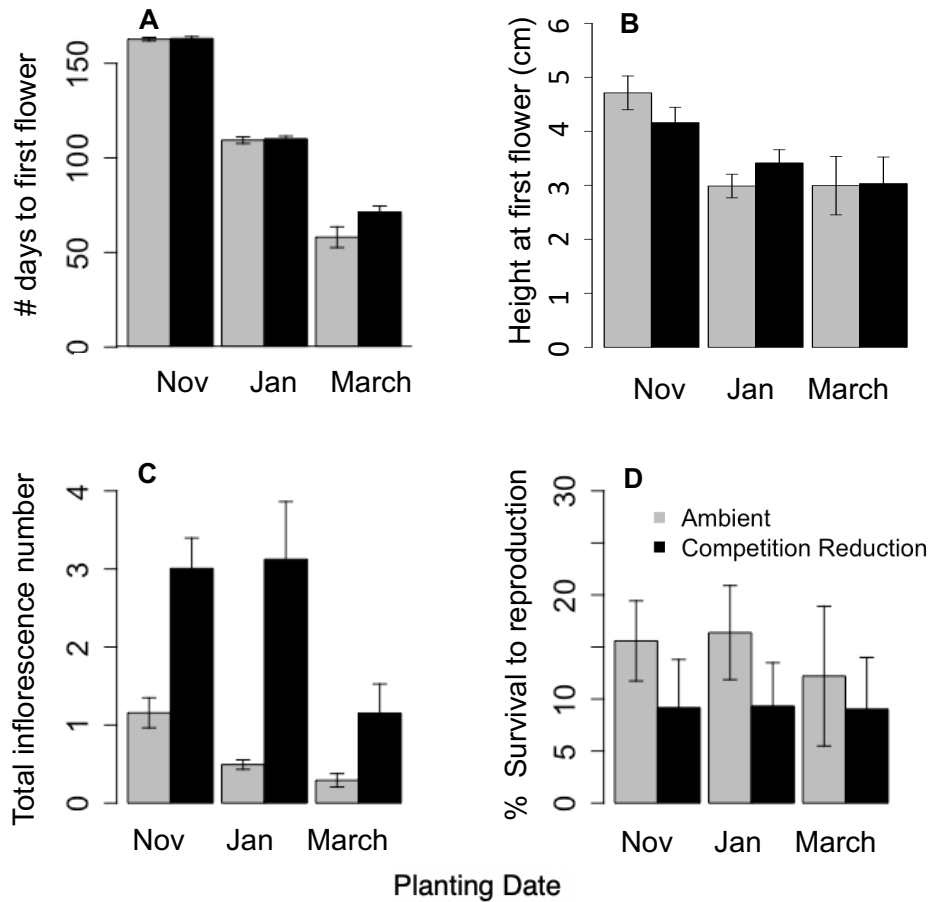 A
# days to first flower
150
100
50
0
Nov Jan March
B
Height at first flower (cm)
6
5
4
3
2
1
0
Nov Jan March
C
Total inflorescence number
4
3
2
1
0
Nov Jan March
D
% Survival to reproduction
30
20
10
5
0
Ambient
Competition Reduction
Nov Jan March
Planting Date